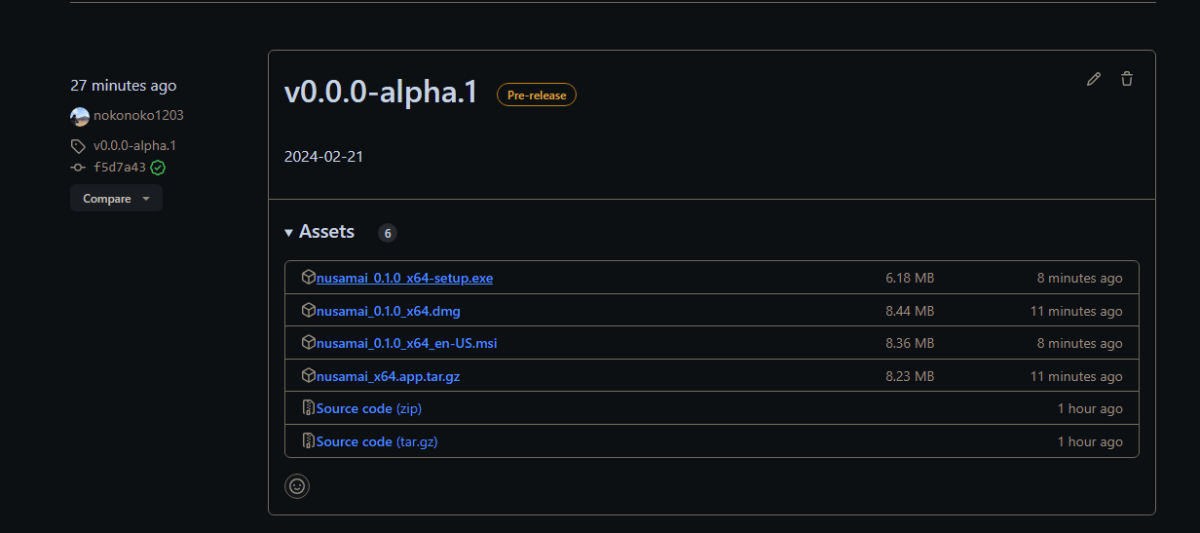 27 minutes ago
nokonoko1203
v0.0.0-alpha.1
f5d7a43
Compare
v0.0.0-alpha.1 Pre-release
2024-02-21
Assets 6
nusamai_0.1.0_x64-setup.exe 6.18 MB 8 minutes ago
nusamai_0.1.0_x64.dmg 8.44 MB 11 minutes ago
nusamai_0.1.0_x64_en-US.msi 8.36 MB 8 minutes ago
nusamai_x64.app.tar.gz 8.23 MB 11 minutes ago
Source code (zip) 1 hour ago
Source code (tar.gz) 1 hour ago